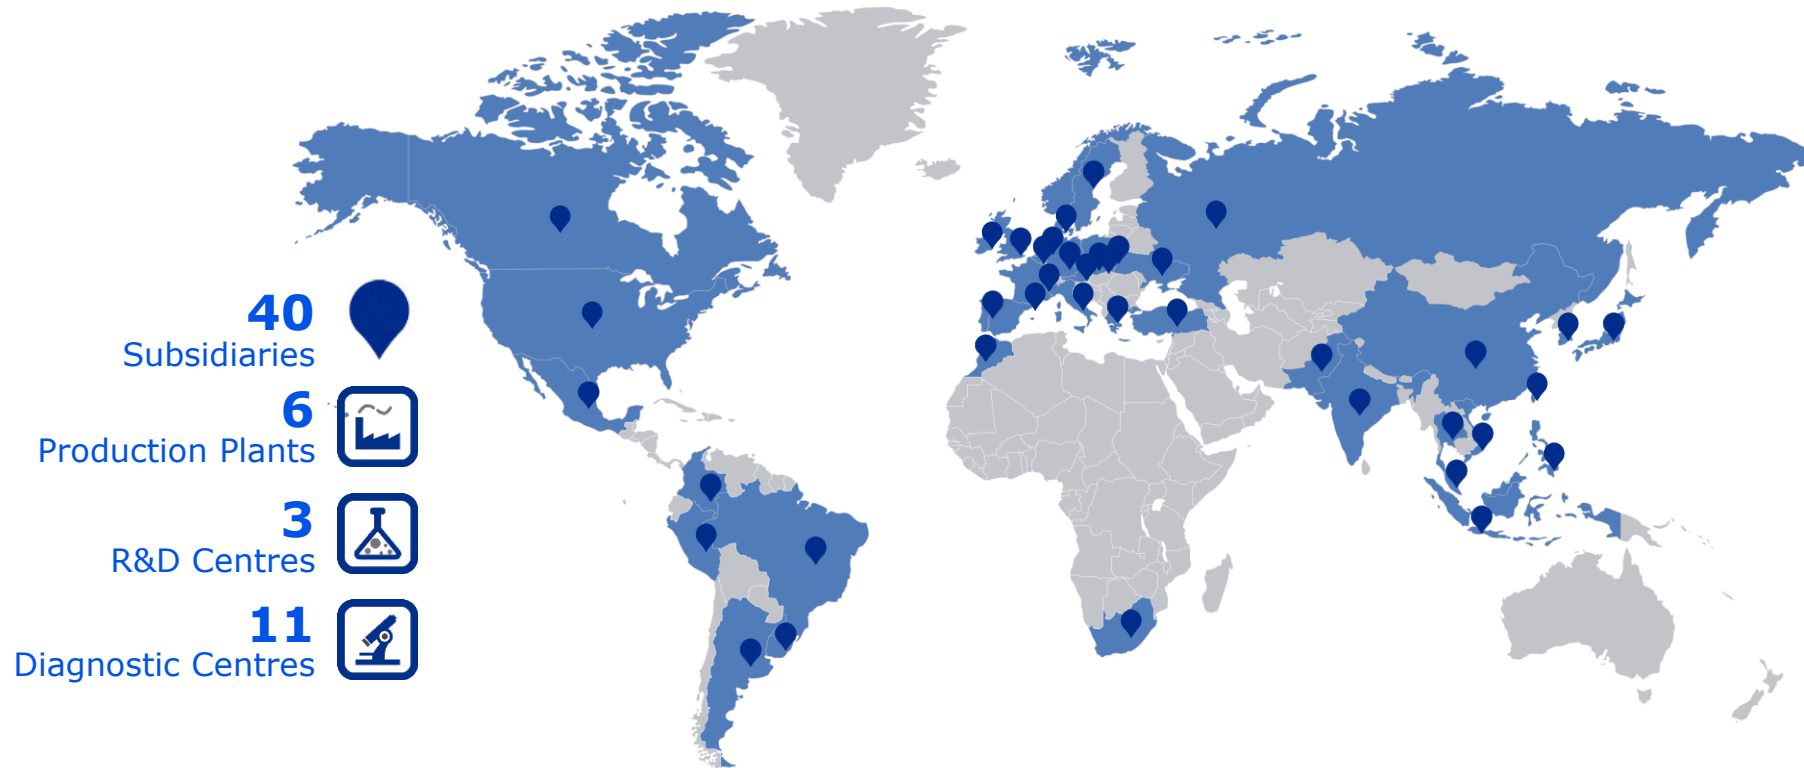 40
Subsidiaries
6
Production Plants
3
R&D Centres
11
Diagnostic Centres